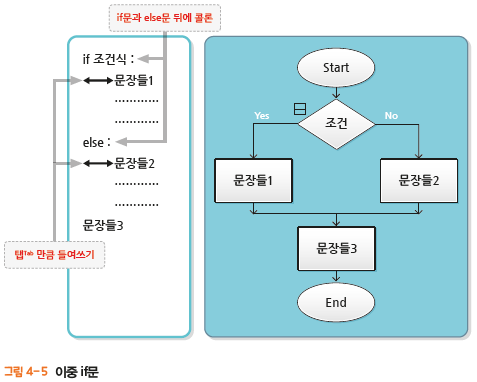 if문과 else문 뒤에 콜론
if 조건식 :
문장들1
............
............
else :
문장들2
............
............
문장들3
탭Tab 만큼 들여쓰기
Start
조건
Yes
No
문장들1
문장들2
문장들3
End
그림 4-5 이중 if문